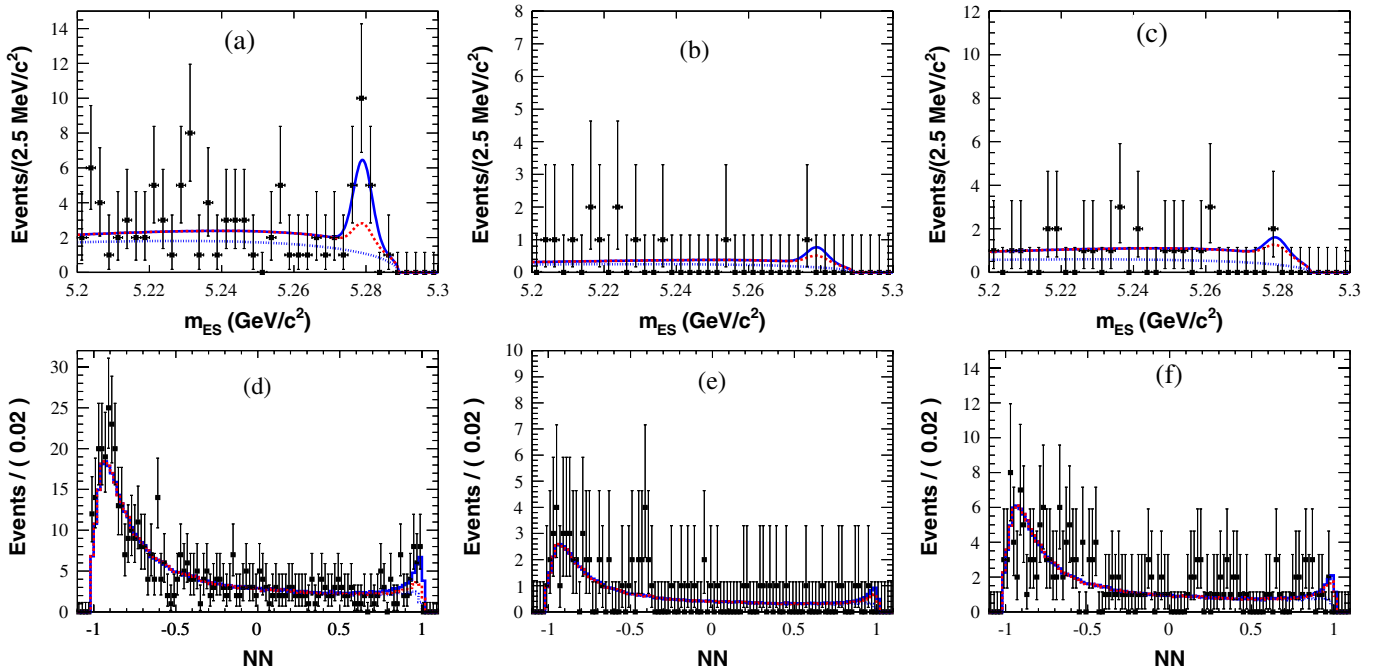 (a)
Events/(2.5 MeV/c²)
14
12
10
8
6
4
2
0
5.2 5.22 5.24 5.26 5.28 5.3
m_ES (GeV/c²)
(b)
Events/(2.5 MeV/c²)
8
7
6
5
4
3
2
1
0
5.2 5.22 5.24 5.26 5.28 5.3
m_ES (GeV/c²)
(c)
Events/(2.5 MeV/c²)
12
10
8
6
4
2
0
5.2 5.22 5.24 5.26 5.28 5.3
m_ES (GeV/c²)
(d)
Events / ( 0.02 )
30
25
20
15
10
5
0
-1 -0.5 0 0.5 1
NN
(e)
Events / ( 0.02 )
10
9
8
7
6
5
4
3
2
1
0
-1 -0.5 0 0.5 1
NN
(f)
Events / ( 0.02 )
14
12
10
8
6
4
2
0
-1 -0.5 0 0.5 1
NN